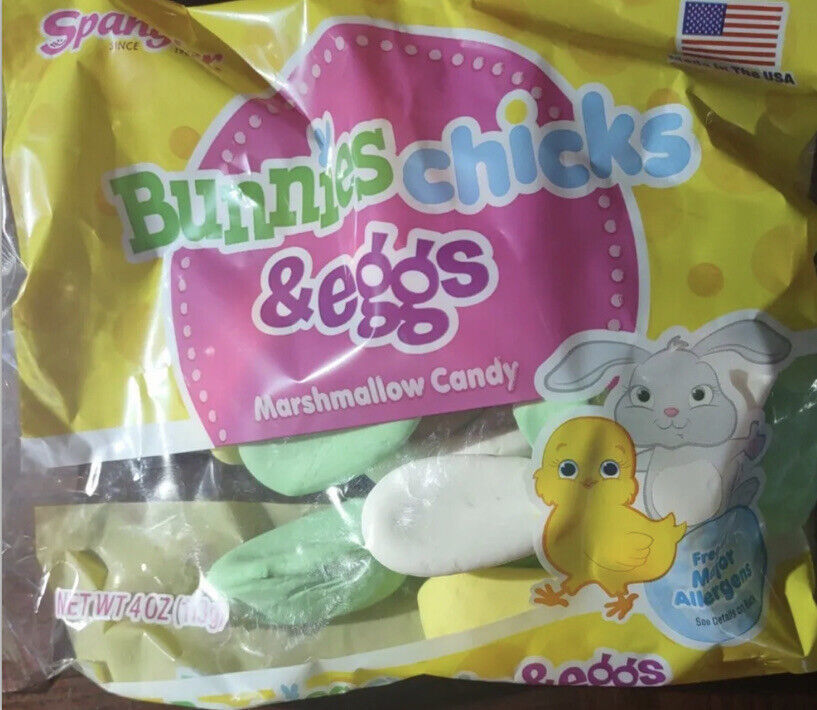 Spangler
SINCE
Made in The USA
Bunnies chicks
& eggs
Marshmallow Candy
Free
Major
Allergens
See Details on Back
NET WT 4 OZ (113g)
& eggs